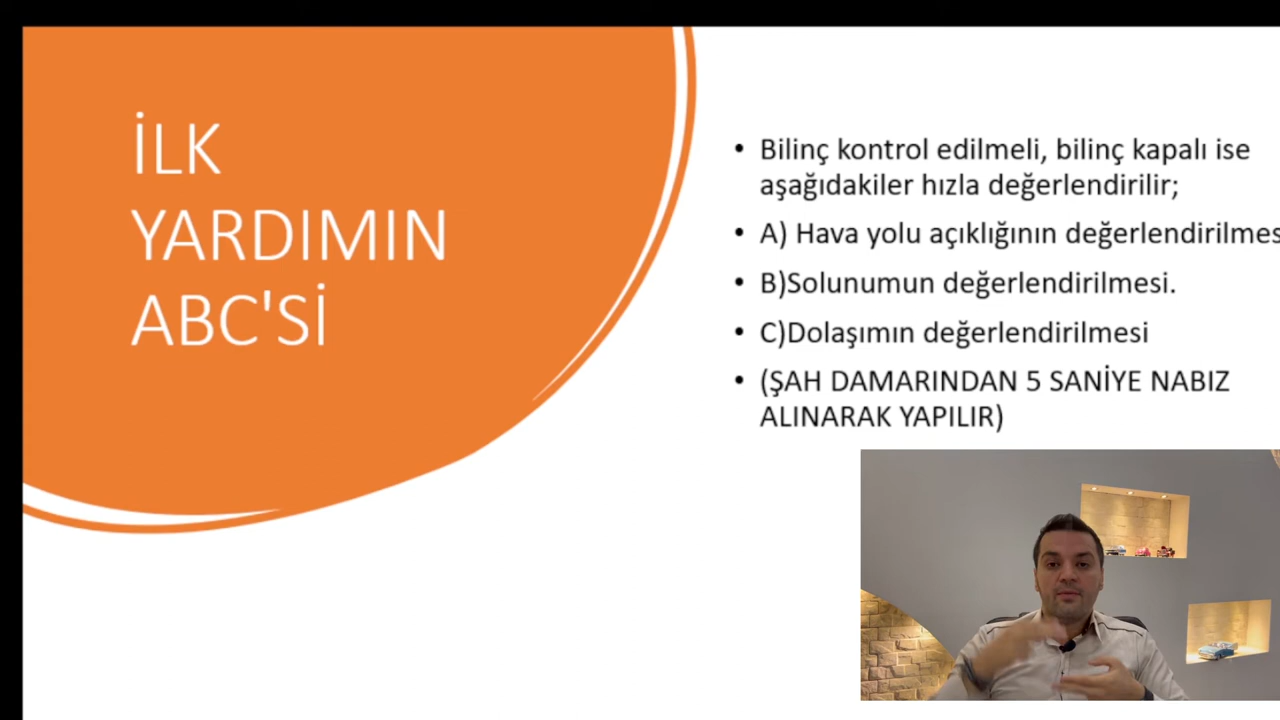 İLK
YARDIMIN
ABC'Sİ
• Bilinç kontrol edilmeli, bilinç kapalı ise
aşağıdakiler hızla değerlendirilir;
• A) Hava yolu açıklığının değerlendirilmes
• B)Solunumun değerlendirilmesi.
• C)Dolaşımın değerlendirilmesi
• (ŞAH DAMARINDAN 5 SANİYE NABIZ
ALINARAK YAPILIR)